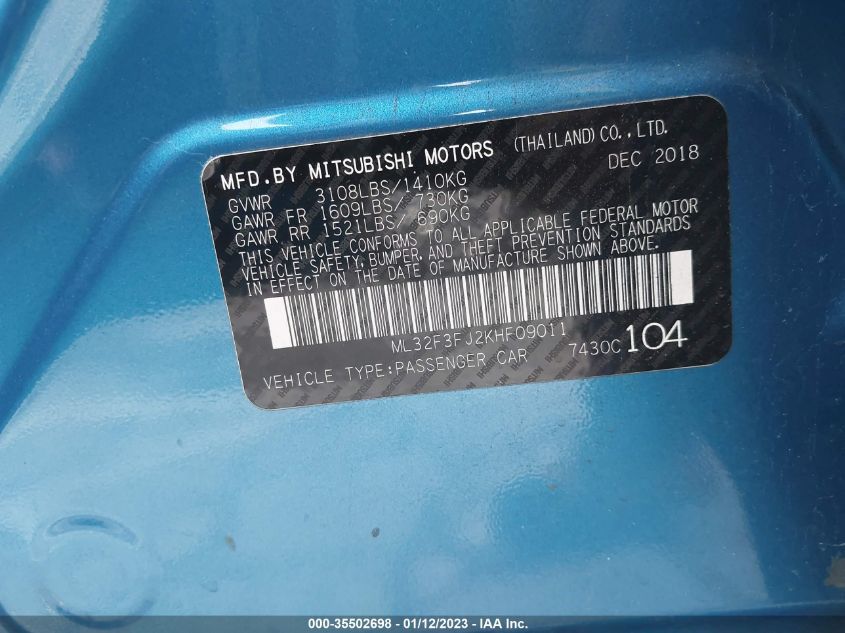 MFD.BY MITSUBISHI MOTORS (THAILAND) CO.,LTD.
GVWR 3108LBS/1410KG DEC 2018
GAWR FR 1609LBS/ 730KG
GAWR RR 1521LBS/ 690KG
THIS VEHICLE CONFORMS TO ALL APPLICABLE FEDERAL MOTOR
VEHICLE SAFETY, BUMPER, AND THEFT PREVENTION STANDARDS
IN EFFECT ON THE DATE OF MANUFACTURE SHOWN ABOVE.
ML32F3FJ2KHF09011
VEHICLE TYPE:PASSENGER CAR 7430C 104
000-35502698 - 01/12/2023 - IAA Inc.